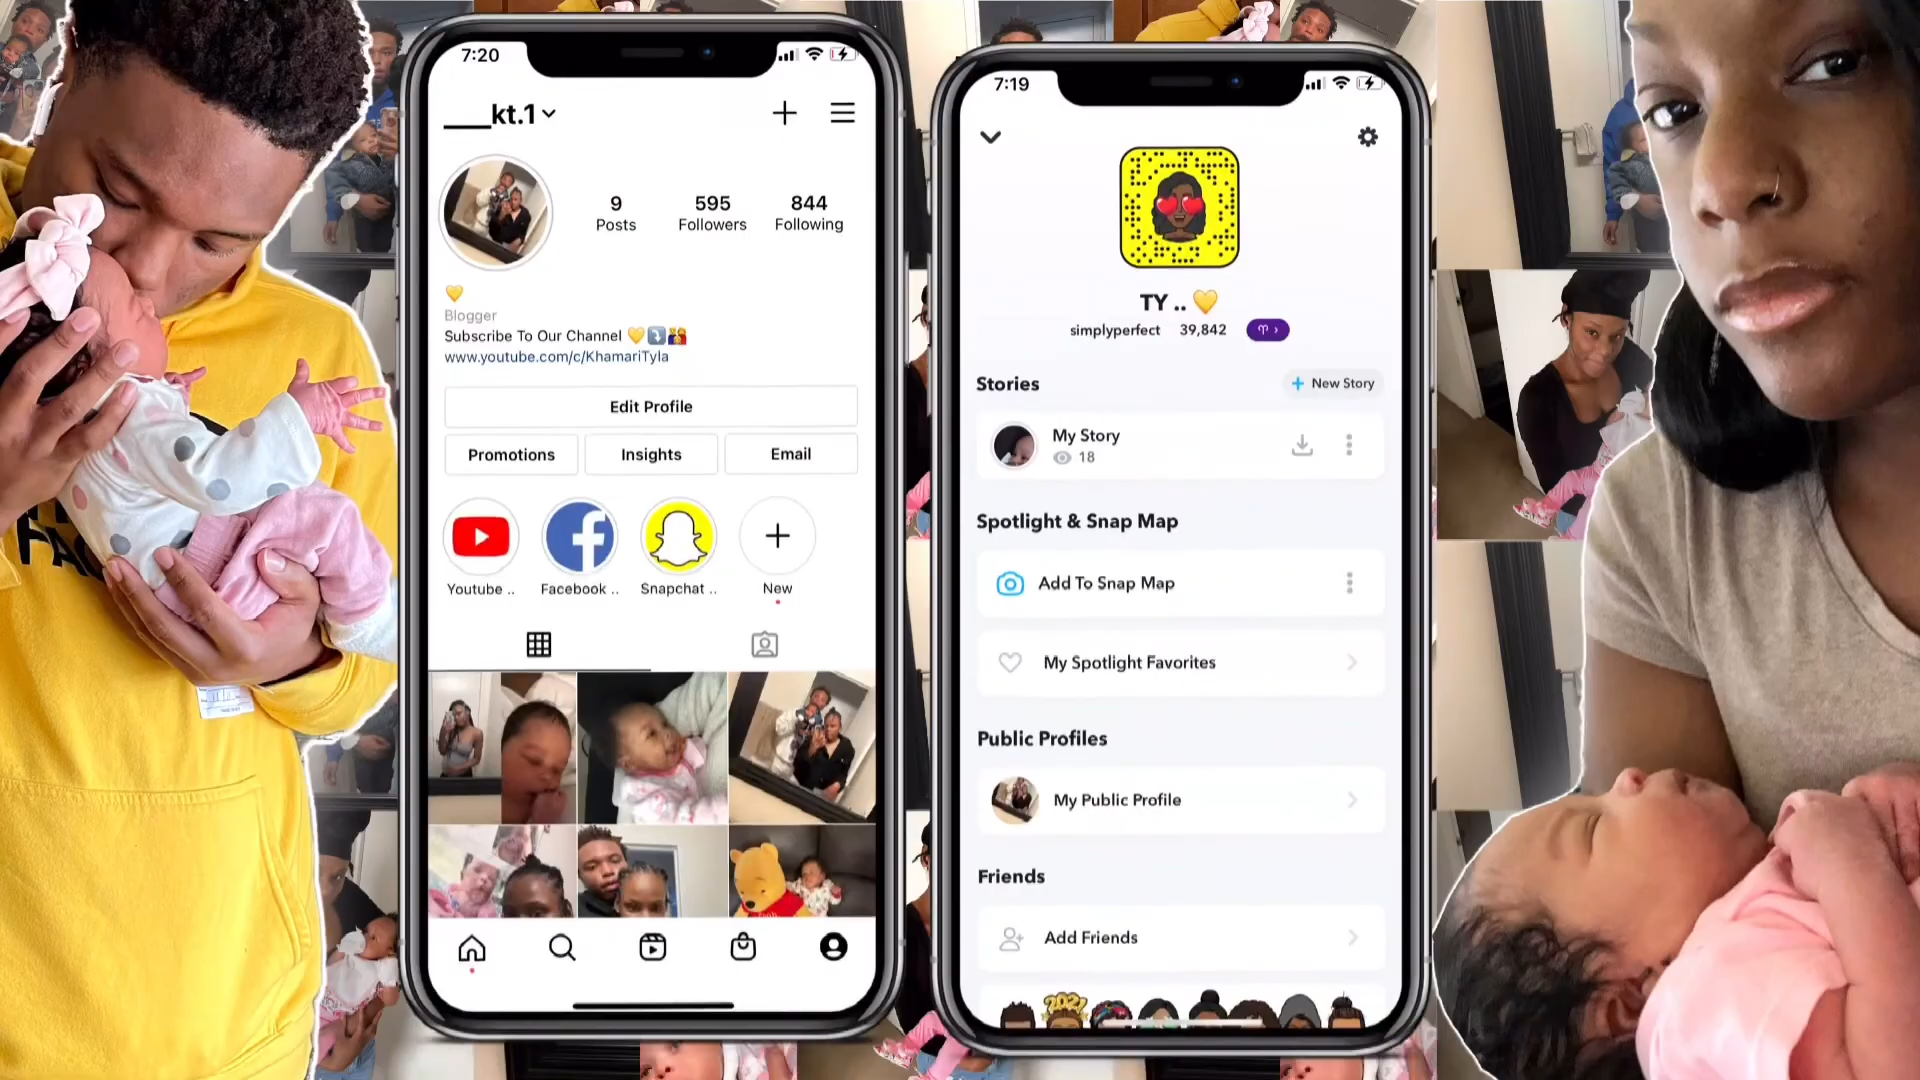 7:20
___kt.1
9
Posts
595
Followers
844
Following
Blogger
Subscribe To Our Channel 💛⤵️👫
www.youtube.com/c/KhamariTyla
Edit Profile
Promotions
Insights
Email
Youtube ..
Facebook ..
Snapchat ..
New
7:19
TY .. 💛
simplyperfect 39,842
Stories
+ New Story
My Story
18
Spotlight & Snap Map
Add To Snap Map
My Spotlight Favorites
Public Profiles
My Public Profile
Friends
Add Friends
2021